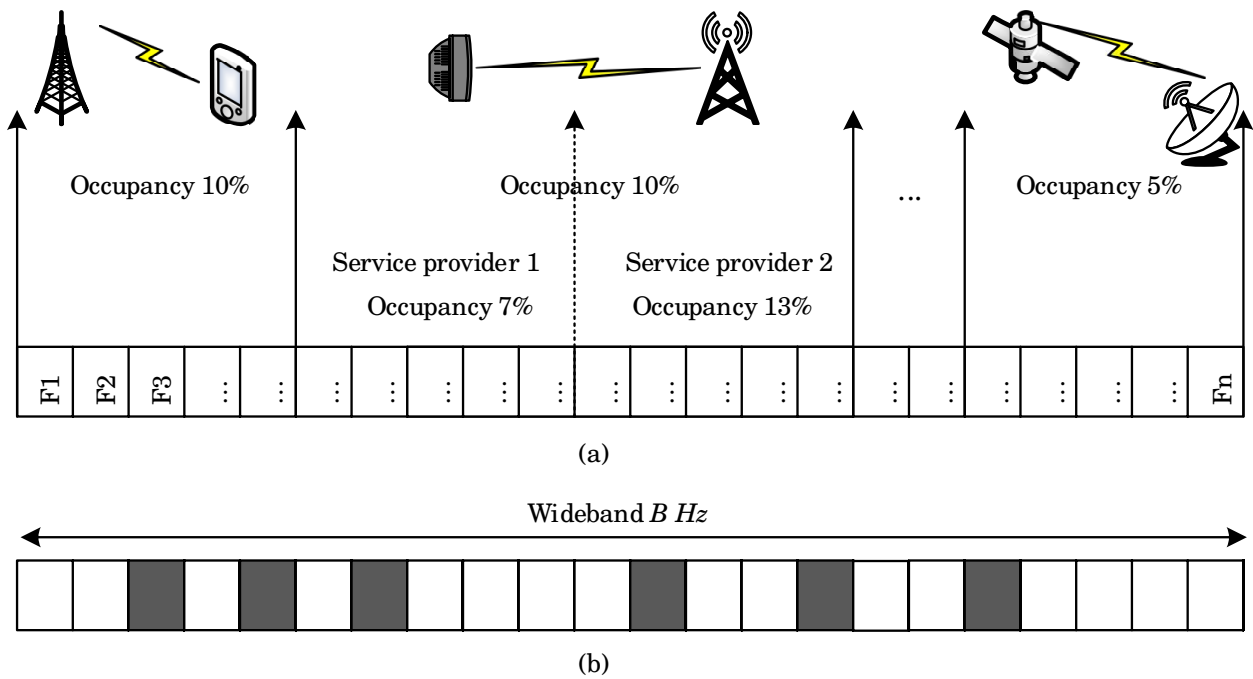 Occupancy 10%
Occupancy 10%
...
Occupancy 5%
Service provider 1
Occupancy 7%
Service provider 2
Occupancy 13%
F1 F2 F3 ... ... ... ... ... ... ... ... ... ... ... ... ... ... ... ... ... ... Fn
(a)
Wideband B Hz
(b)